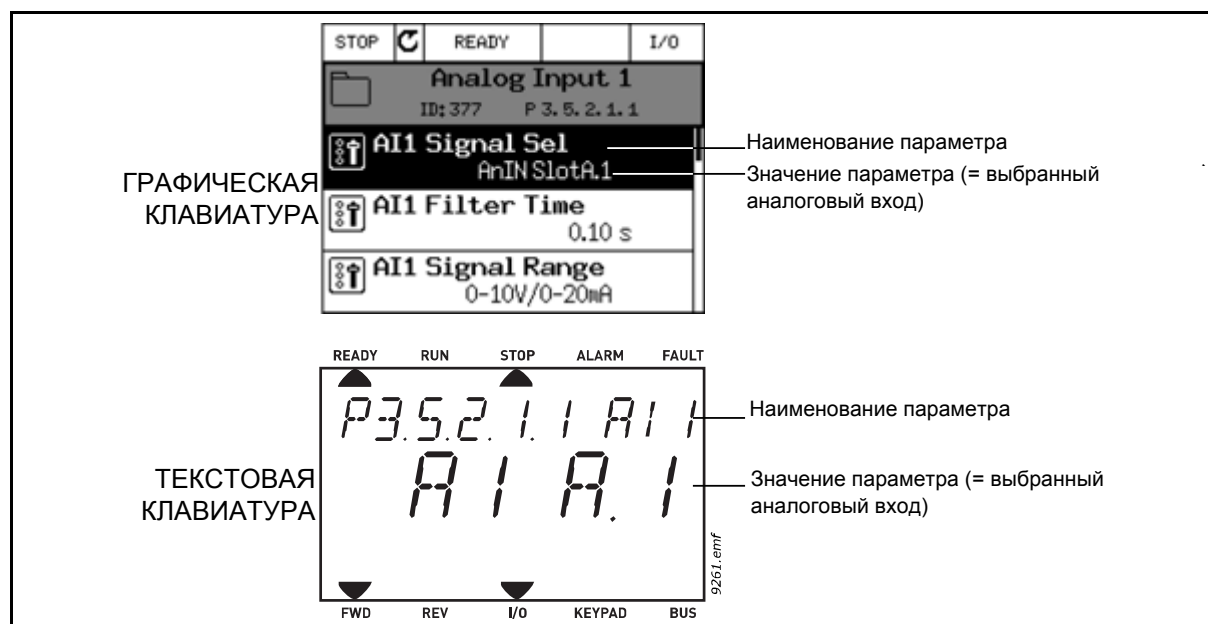 STOP READY I/O
Analog Input 1
ID:377 P 3.5.2.1.1
AI1 Signal Sel
AnIN SlotA.1
AI1 Filter Time
0.10 s
AI1 Signal Range
0-10V/0-20mA
ГРАФИЧЕСКАЯ
КЛАВИАТУРА
Наименование параметра
Значение параметра (= выбранный
аналоговый вход)
READY RUN STOP ALARM FAULT
P3.5.2.1.1 AI1
AI A.1
FWD REV I/0 KEYPAD BUS
ТЕКСТОВАЯ
КЛАВИАТУРА
Наименование параметра
Значение параметра (= выбранный
аналоговый вход)
9261.emf